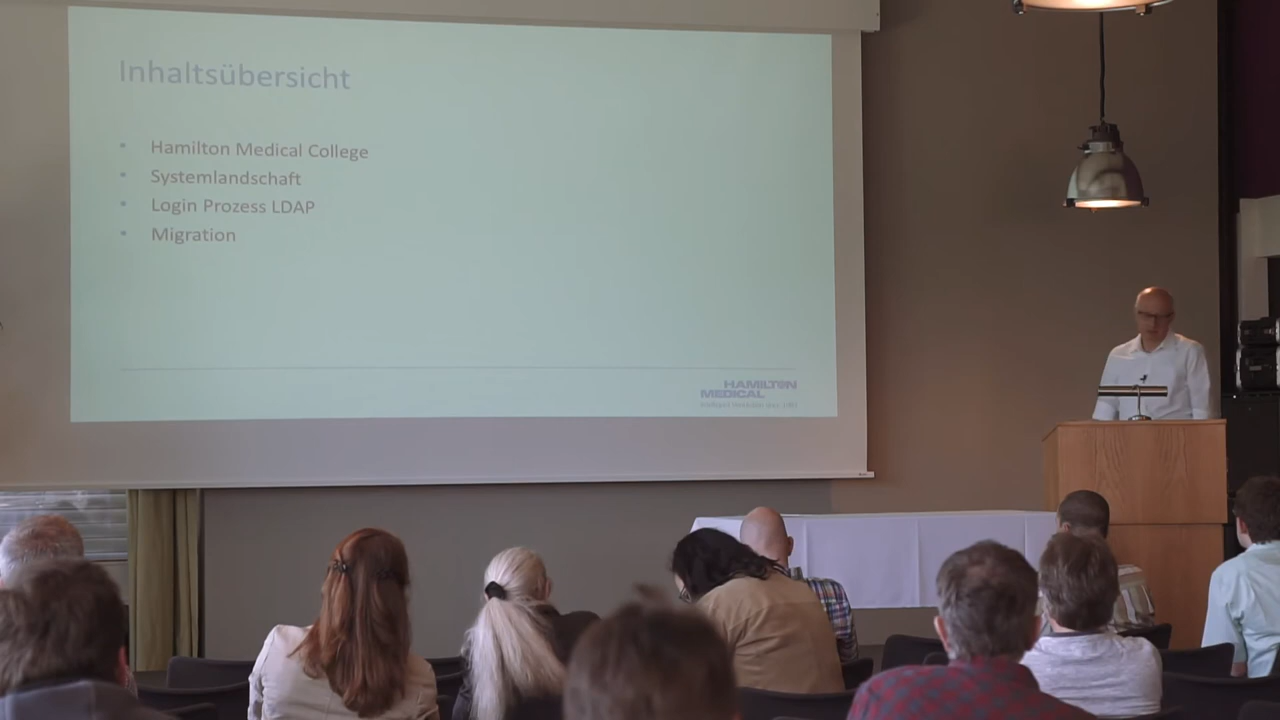 Inhaltsübersicht
• Hamilton Medical College
• Systemlandschaft
• Login Prozess LDAP
• Migration
HAMILTON
MEDICAL